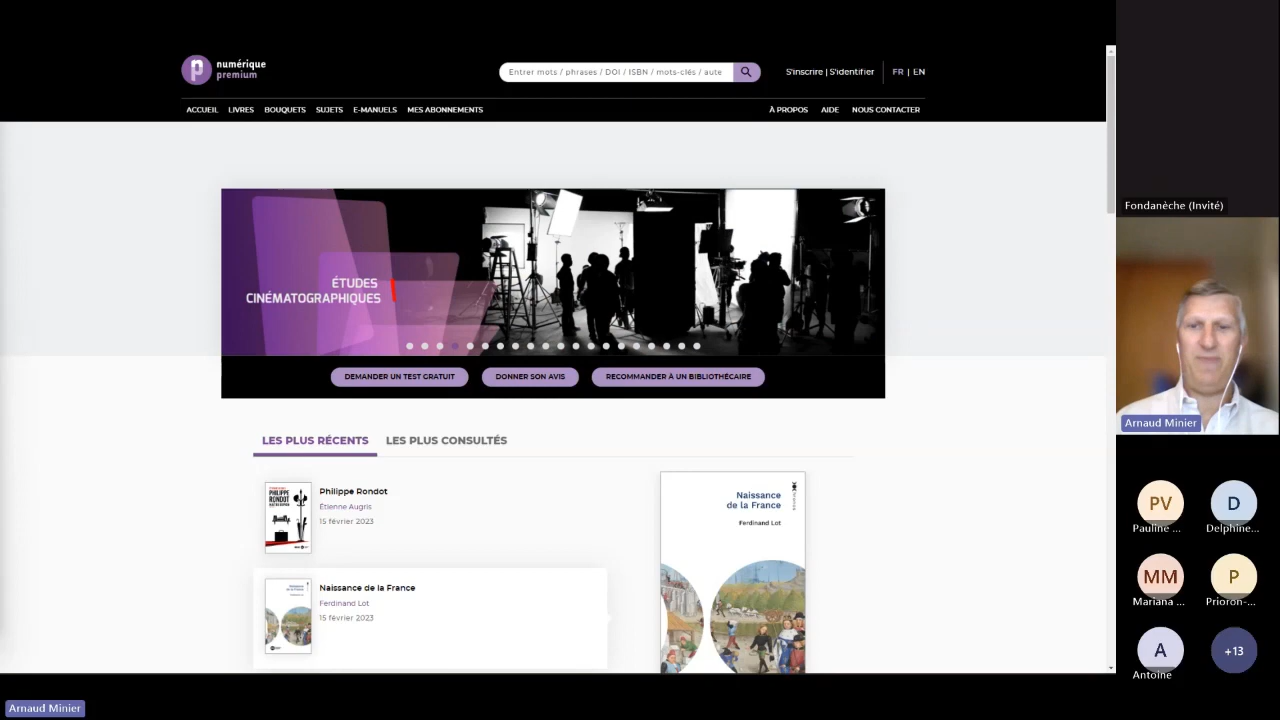 numérique
premium
Entrer mots / phrases / DOI / ISBN / mots-clés / aute
S'inscrire | S'identifier
FR | EN
ACCUEIL LIVRES BOUQUETS SUJETS E-MANUELS MES ABONNEMENTS
À PROPOS AIDE NOUS CONTACTER
ÉTUDES
CINÉMATOGRAPHIQUES
DEMANDER UN TEST GRATUIT
DONNER SON AVIS
RECOMMANDER À UN BIBLIOTHÉCAIRE
LES PLUS RÉCENTS LES PLUS CONSULTÉS
PHILIPPE
RONDOT
Philippe Rondot
Étienne Augris
15 février 2023
Naissance de la France
Ferdinand Lot
15 février 2023
Naissance
de la France
Ferdinand Lot
Fondanèche (Invité)
Arnaud Minier
PV
Pauline ...
D
Delphine...
MM
Mariana ...
P
Prioron-...
A
Antoine
+13
Arnaud Minier